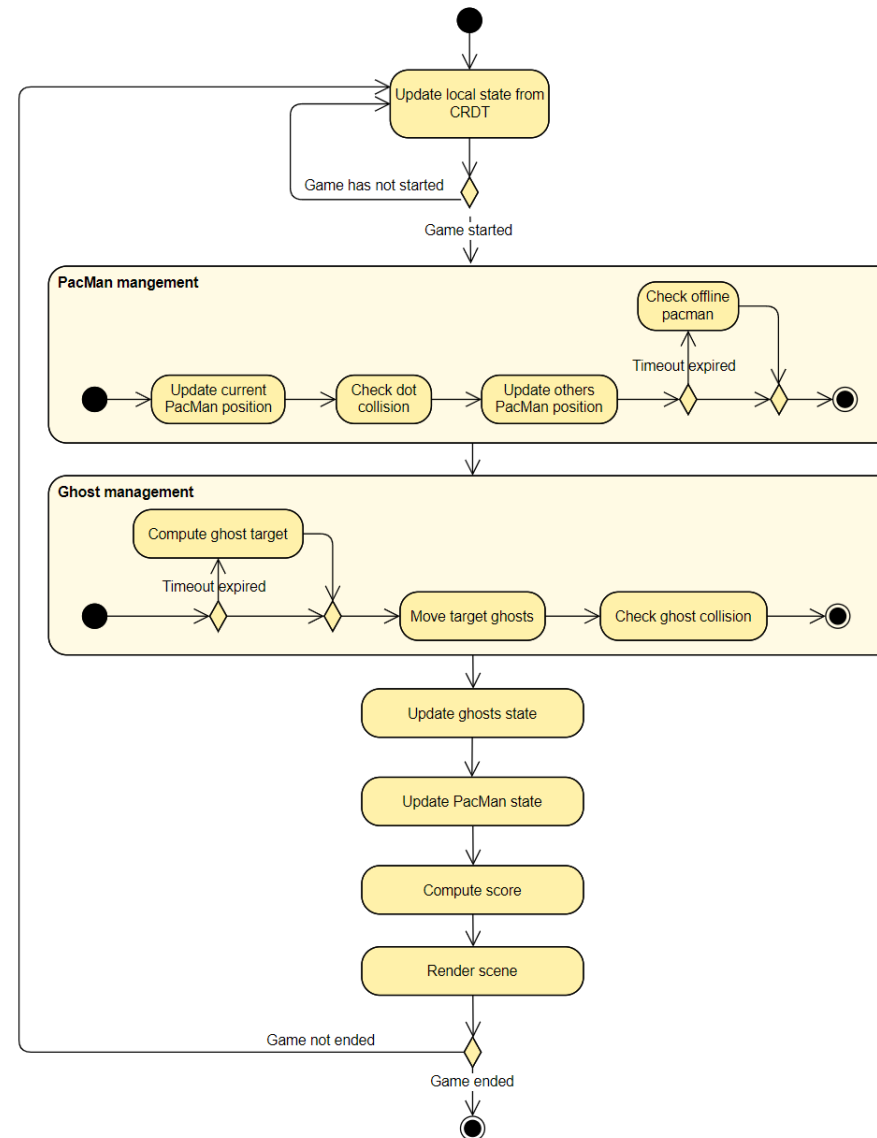 Update local state from
CRDT
Game has not started
Game started
PacMan mangement
Check offline
pacman
Timeout expired
Update current
PacMan position
Check dot
collision
Update others
PacMan position
Ghost management
Compute ghost target
Timeout expired
Move target ghosts
Check ghost collision
Update ghosts state
Update PacMan state
Compute score
Render scene
Game not ended
Game ended